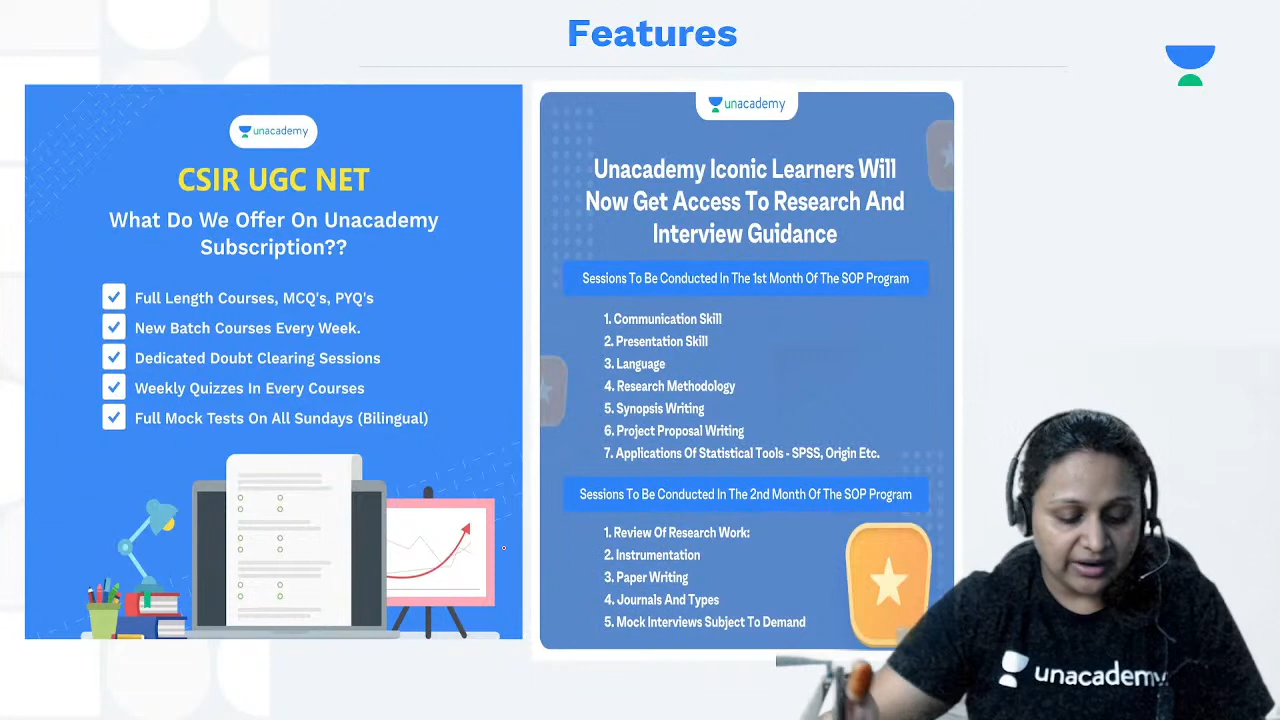 Features
unacademy
CSIR UGC NET
What Do We Offer On Unacademy
Subscription??
Full Length Courses, MCQ's, PYQ's
New Batch Courses Every Week.
Dedicated Doubt Clearing Sessions
Weekly Quizzes In Every Courses
Full Mock Tests On All Sundays (Bilingual)
unacademy
Unacademy Iconic Learners Will
Now Get Access To Research And
Interview Guidance
Sessions To Be Conducted In The 1st Month Of The SOP Program
1. Communication Skill
2. Presentation Skill
3. Language
4. Research Methodology
5. Synopsis Writing
6. Project Proposal Writing
7. Applications Of Statistical Tools - SPSS, Origin Etc.
Sessions To Be Conducted In The 2nd Month Of The SOP Program
1. Review Of Research Work:
2. Instrumentation
3. Paper Writing
4. Journals And Types
5. Mock Interviews Subject To Demand
unacademy